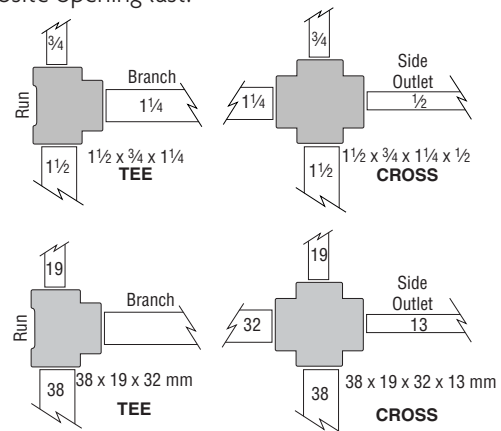 osite opening last.
¾
Run
Branch
1¼
1½
1½ x ¾ x 1¼
TEE
¾
1¼
Side
Outlet
½
1½
1½ x ¾ x 1¼ x ½
CROSS
19
Run
Branch
38
38 x 19 x 32 mm
TEE
19
32
Side
Outlet
13
38
38 x 19 x 32 x 13 mm
CROSS